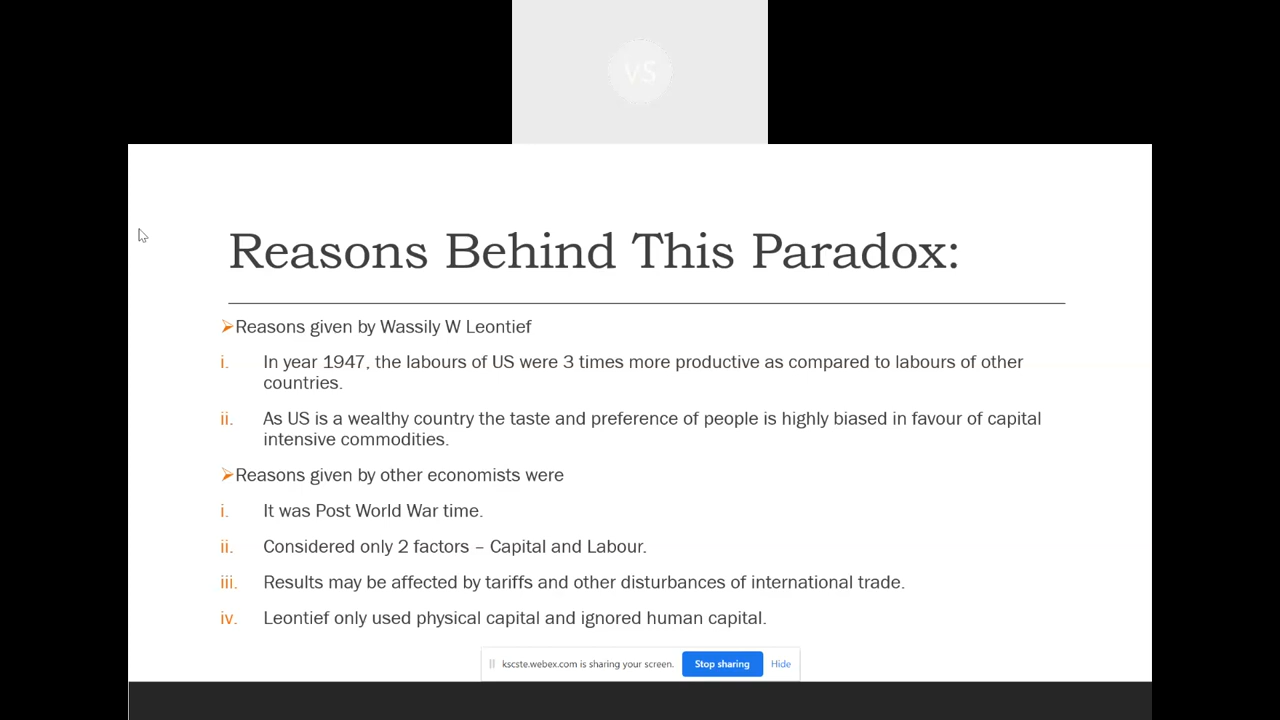 VS
Reasons Behind This Paradox:
➢Reasons given by Wassily W Leontief
i. In year 1947, the labours of US were 3 times more productive as compared to labours of other
countries.
ii. As US is a wealthy country the taste and preference of people is highly biased in favour of capital
intensive commodities.
➢Reasons given by other economists were
i. It was Post World War time.
ii. Considered only 2 factors – Capital and Labour.
iii. Results may be affected by tariffs and other disturbances of international trade.
iv. Leontief only used physical capital and ignored human capital.
kscste.webex.com is sharing your screen. Stop sharing Hide